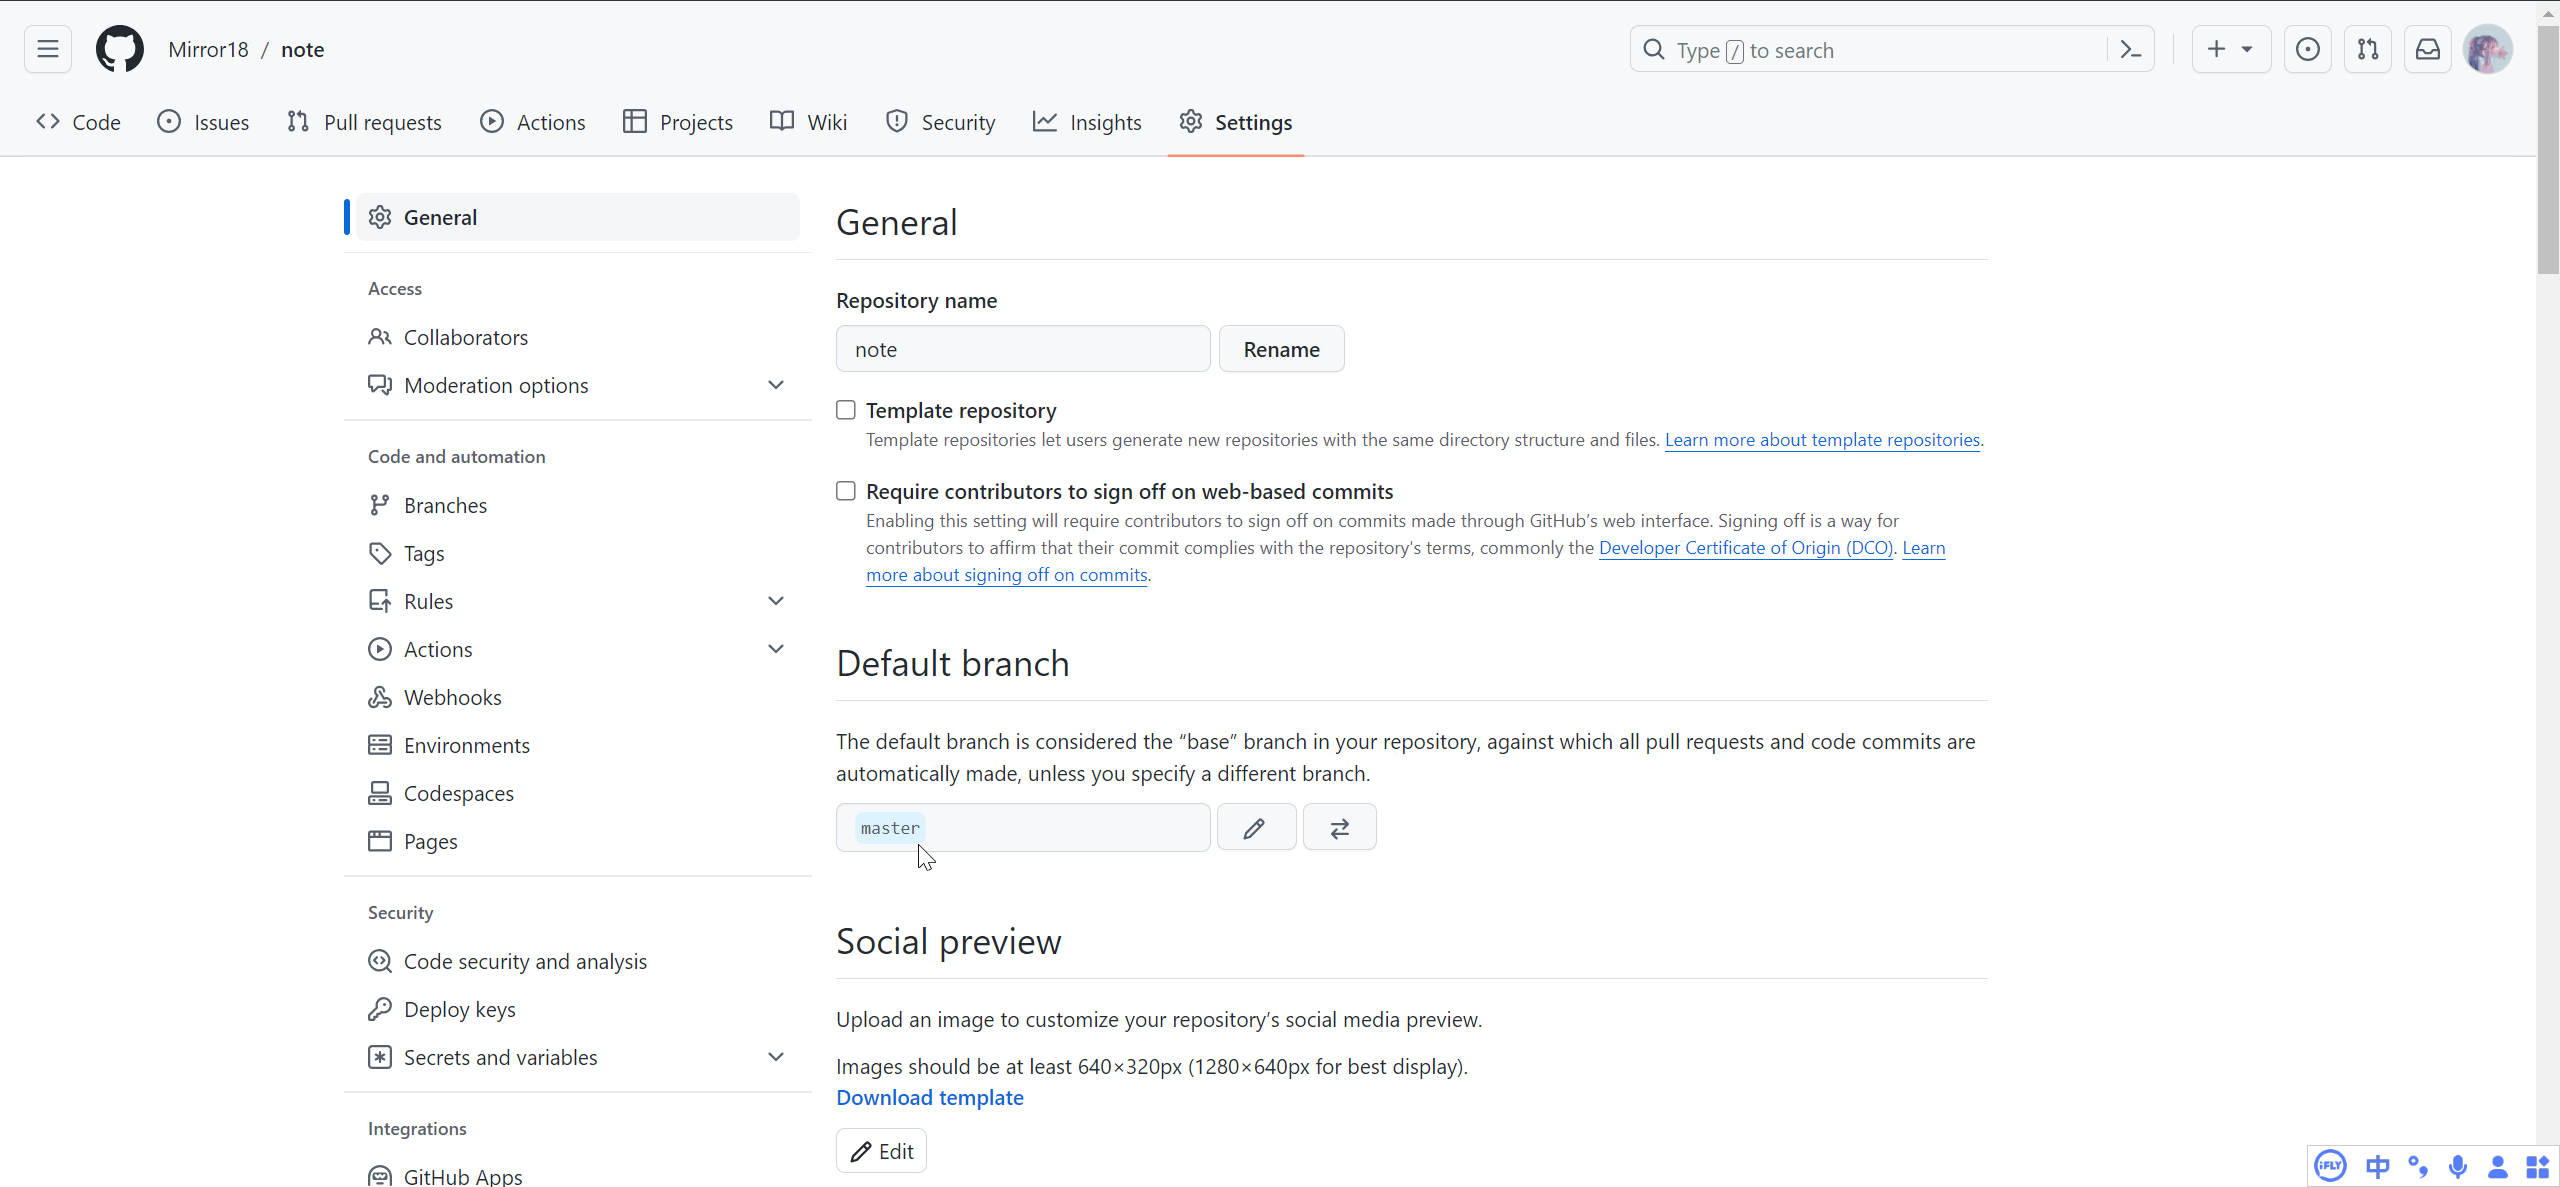 Mirror18 / note
Type / to search
Code
Issues
Pull requests
Actions
Projects
Wiki
Security
Insights
Settings
General
Access
Collaborators
Moderation options
Code and automation
Branches
Tags
Rules
Actions
Webhooks
Environments
Codespaces
Pages
Security
Code security and analysis
Deploy keys
Secrets and variables
Integrations
GitHub Apps
General
Repository name
note
Rename
Template repository
Template repositories let users generate new repositories with the same directory structure and files. Learn more about template repositories.
Require contributors to sign off on web-based commits
Enabling this setting will require contributors to sign off on commits made through GitHub’s web interface. Signing off is a way for
contributors to affirm that their commit complies with the repository's terms, commonly the Developer Certificate of Origin (DCO). Learn
more about signing off on commits.
Default branch
The default branch is considered the “base” branch in your repository, against which all pull requests and code commits are
automatically made, unless you specify a different branch.
master
Social preview
Upload an image to customize your repository’s social media preview.
Images should be at least 640×320px (1280×640px for best display).
Download template
Edit
iFLY 中